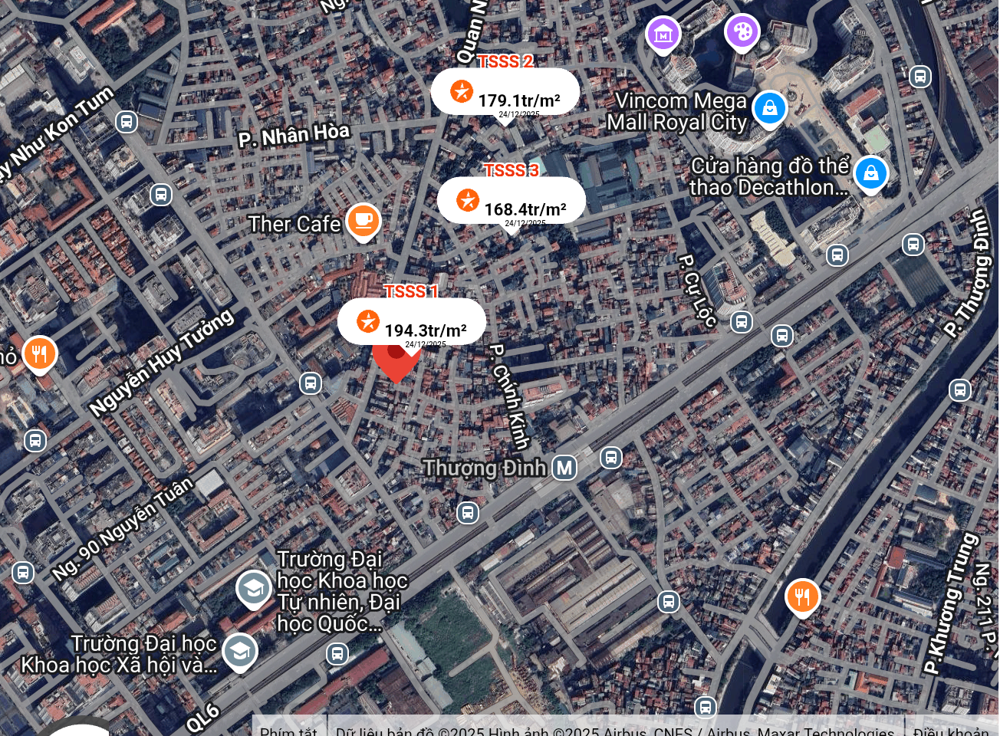 Quan N
TSSS 2
179.1tr/m²
24/12/2025
Vincom Mega
Mall Royal City
Như Kon Tum
P. Nhân Hòa
TSSS 3
168.4tr/m²
24/12/2025
Cửa hàng đồ thể
thao Decathlon...
Ther Cafe
P. Thượng Đình
P. Cự Lộc
TSSS 1
194.3tr/m²
24/12/2025
Nguyễn Huy Tưởng
P. Chính Kinh
Thượng Đình
M
Ng. 90 Nguyễn Tuân
Trường Đại
học Khoa học
Tự nhiên, Đại
học Quốc...
Trường Đại học
Khoa học Xã hội và...
P.Khương Trung
Ng. 211 P.
QL6
Phím tắt
Dữ liệu bản đồ ©2025 Hình ảnh ©2025 Airbus, CNES / Airbus, Maxar Technologies
Điều khoản